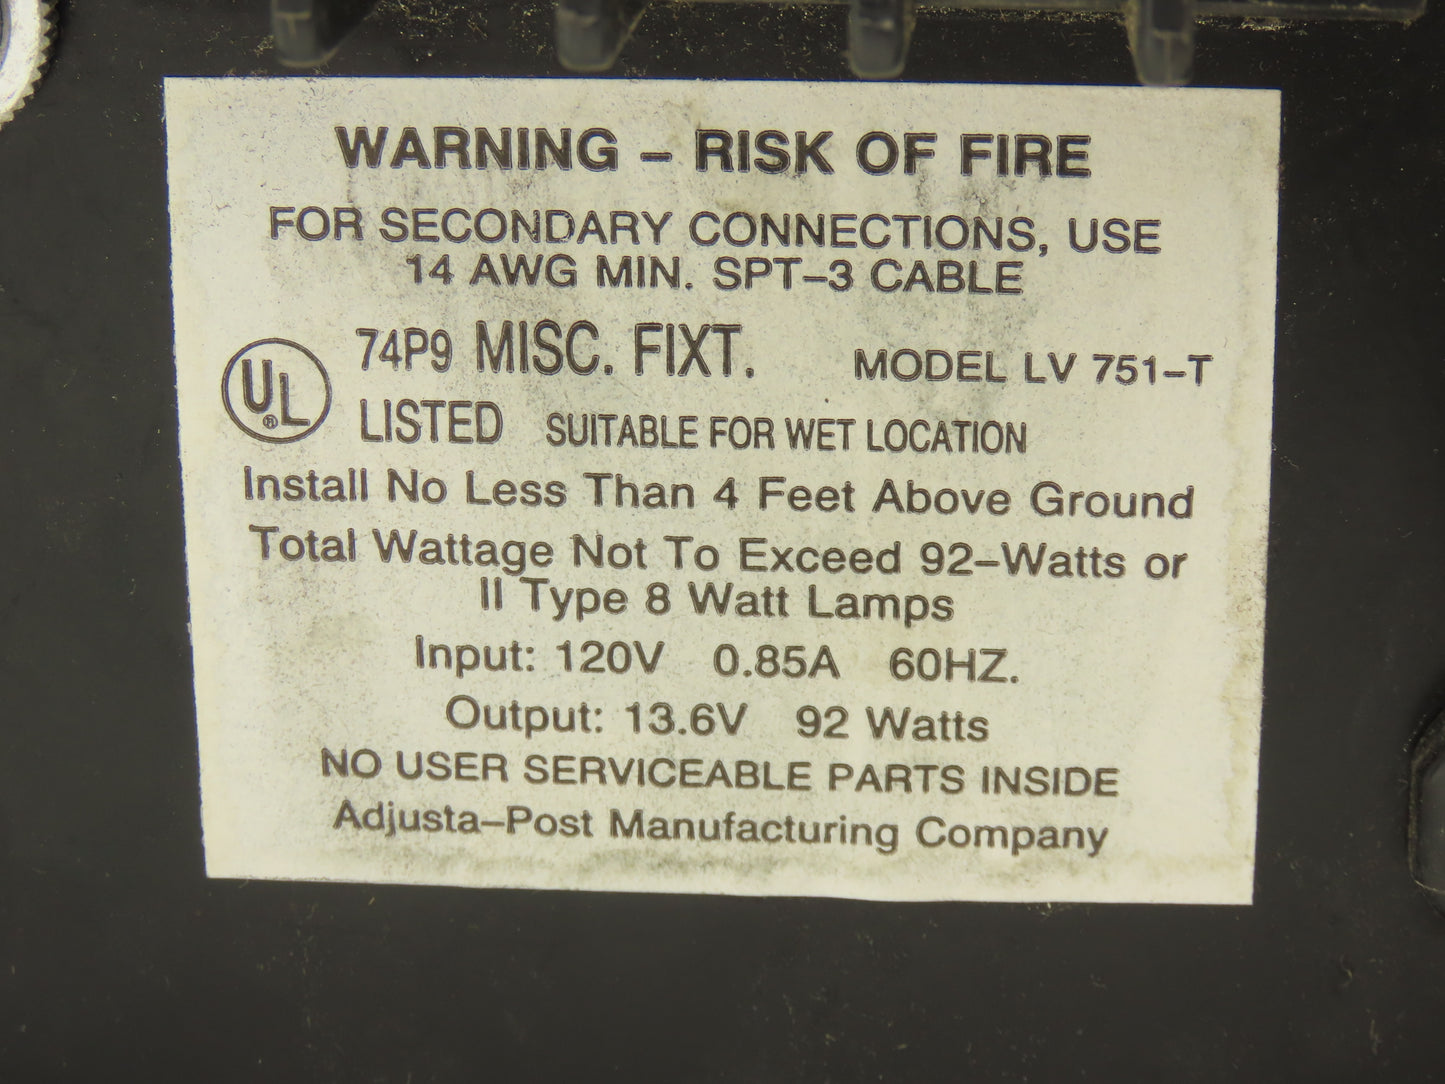 WARNING – RISK OF FIRE
FOR SECONDARY CONNECTIONS, USE
14 AWG MIN. SPT–3 CABLE
UL® 74P9 MISC. FIXT. MODEL LV 751–T
LISTED SUITABLE FOR WET LOCATION
Install No Less Than 4 Feet Above Ground
Total Wattage Not To Exceed 92–Watts or
II Type 8 Watt Lamps
Input: 120V 0.85A 60HZ.
Output: 13.6V 92 Watts
NO USER SERVICEABLE PARTS INSIDE
Adjusta–Post Manufacturing Company